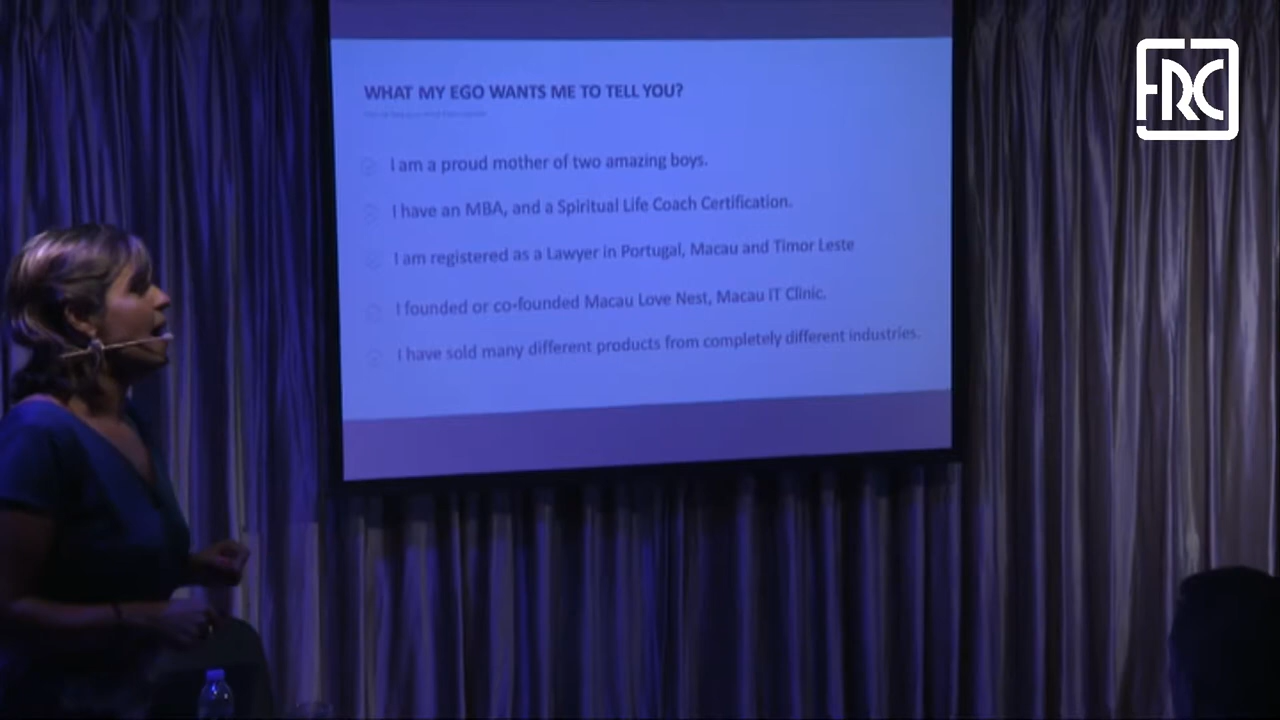 FRC
WHAT MY EGO WANTS ME TO TELL YOU?
I am a proud mother of two amazing boys.
I have an MBA, and a Spiritual Life Coach Certification.
I am registered as a Lawyer in Portugal, Macau and Timor Leste
I founded or co-founded Macau Love Nest, Macau IT Clinic.
I have sold many different products from completely different industries.